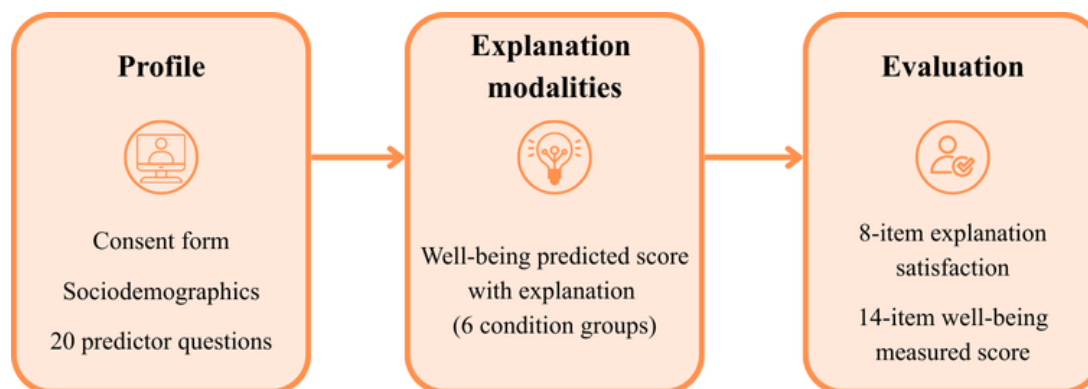 Profile
Consent form
Sociodemographics
20 predictor questions
Explanation
modalities
Well-being predicted score
with explanation
(6 condition groups)
Evaluation
8-item explanation
satisfaction
14-item well-being
measured score